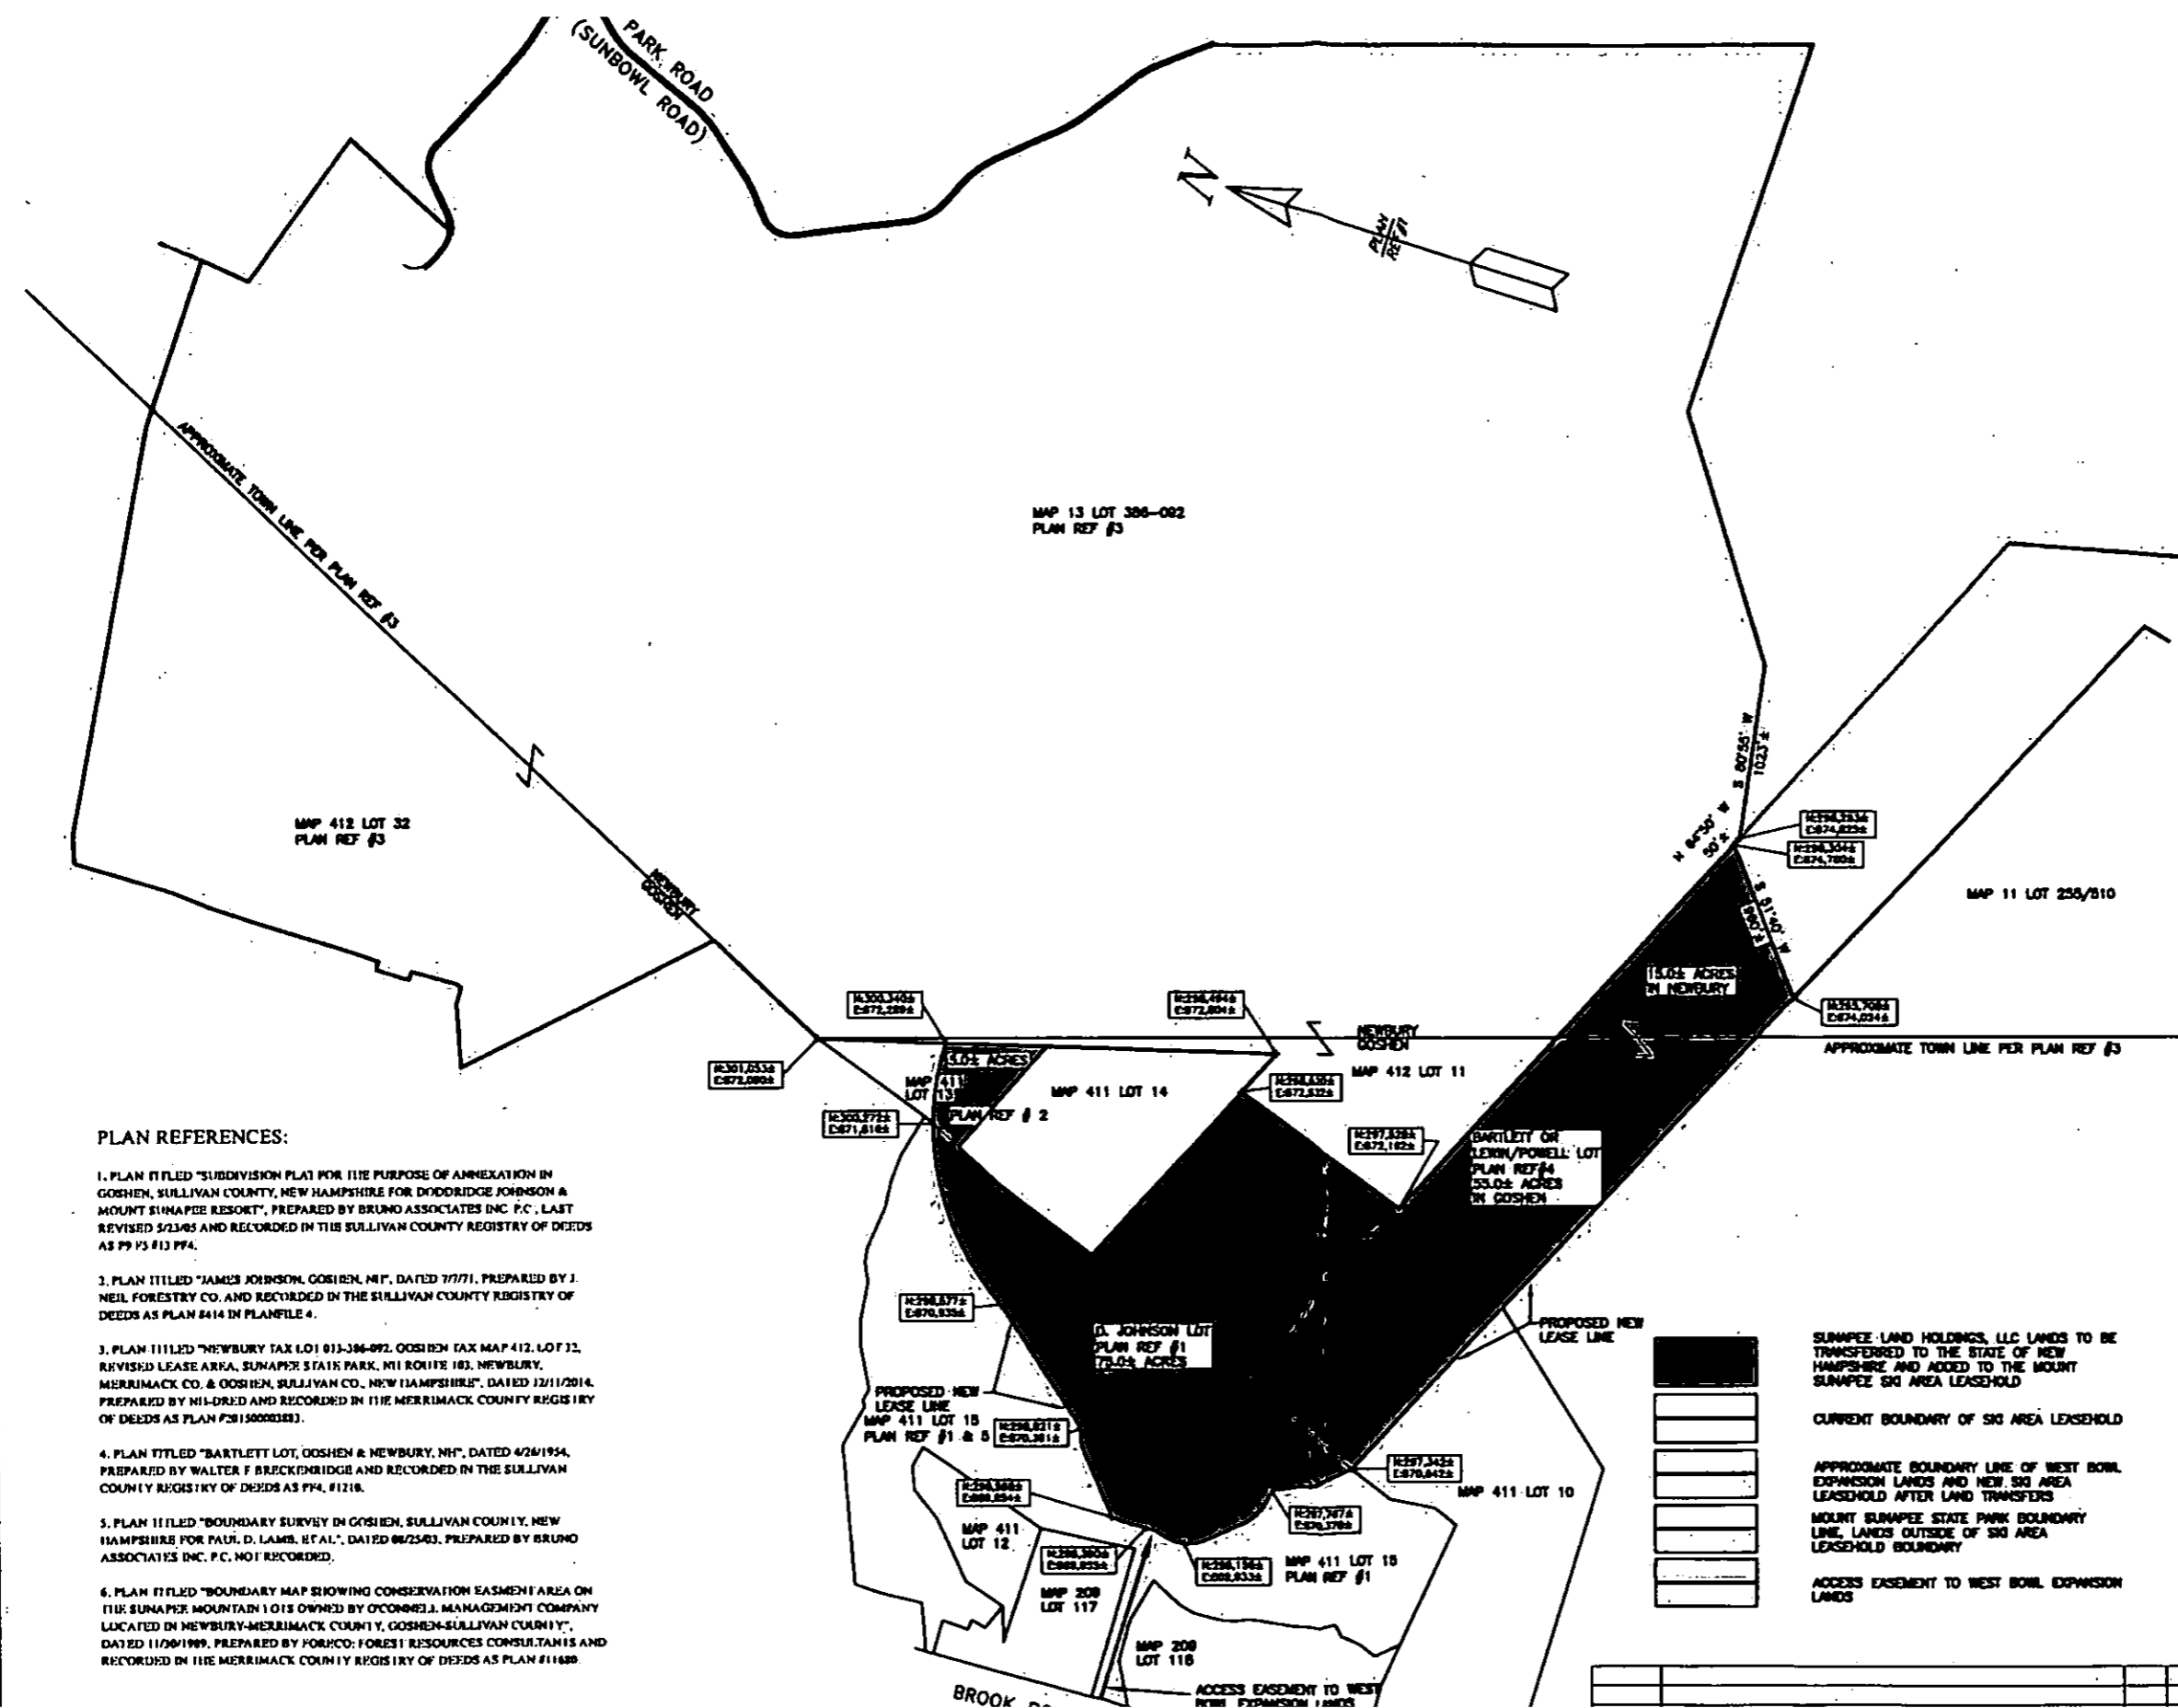 PARK ROAD
(SUNBOWL ROAD)
N
PLAN
REF #1
APPROXIMATE TOWN LINE PER PLAN REF #3
MAP 13 LOT 386-092
PLAN REF #3
MAP 412 LOT 32
PLAN REF #3
NEWBURY
GOSHEN
S 80°55' W
1023'±
N 64°50' W
50'±
S 51°40' W
MAP 11 LOT 255/510
15.0± ACRES
IN NEWBURY
NEWBURY
GOSHEN
APPROXIMATE TOWN LINE PER PLAN REF #3
MAP 412 LOT 11
5.0± ACRES
MAP 411
LOT 13
PLAN REF # 2
MAP 411 LOT 14
BARTLETT OR
LEWIN/POWELL LOT
PLAN REF#4
55.0± ACRES
IN GOSHEN
D. JOHNSON LOT
PLAN REF #1
75.0± ACRES
PROPOSED NEW
LEASE LINE
PROPOSED NEW
LEASE LINE
MAP 411 LOT 15
PLAN REF #1 & 5
MAP 411 LOT 10
MAP 411
LOT 12
MAP 209
LOT 117
MAP 411 LOT 15
PLAN REF #1
MAP 209
LOT 116
ACCESS EASEMENT TO WEST
BOWL EXPANSION LANDS
BROOK
PLAN REFERENCES:
1. PLAN TITLED "SUBDIVISION PLAT FOR THE PURPOSE OF ANNEXATION IN
GOSHEN, SULLIVAN COUNTY, NEW HAMPSHIRE FOR DODDRIDGE JOHNSON &
MOUNT SUNAPEE RESORT", PREPARED BY BRUNO ASSOCIATES INC. P.C., LAST
REVISED 5/23/05 AND RECORDED IN THE SULLIVAN COUNTY REGISTRY OF DEEDS
2. PLAN TITLED "JAMES JOHNSON, GOSHEN, NH", DATED 7/7/71, PREPARED BY J.
NEIL FORESTRY CO. AND RECORDED IN THE SULLIVAN COUNTY REGISTRY OF
DEEDS AS PLAN #414 IN PLANFILE 4.
3. PLAN TITLED "NEWBURY TAX LOT 013-386-092, GOSHEN TAX MAP 412, LOT 32,
REVISED LEASE AREA, SUNAPEE STATE PARK, NH ROUTE 103, NEWBURY,
MERRIMACK CO. & GOSHEN, SULLIVAN CO., NEW HAMPSHIRE", DATED 12/11/2014,
PREPARED BY NH-DRED AND RECORDED IN THE MERRIMACK COUNTY REGISTRY
OF DEEDS AS PLAN
4. PLAN TITLED "BARTLETT LOT, GOSHEN & NEWBURY, NH", DATED 4/26/1954,
PREPARED BY WALTER F BRECKENRIDGE AND RECORDED IN THE SULLIVAN
COUNTY REGISTRY OF DEEDS AS
5. PLAN TITLED "BOUNDARY SURVEY IN GOSHEN, SULLIVAN COUNTY, NEW
HAMPSHIRE FOR PAUL D. LAMB, ET AL", DATED 08/25/03, PREPARED BY BRUNO
ASSOCIATES INC. P.C. NOT RECORDED.
6. PLAN TITLED "BOUNDARY MAP SHOWING CONSERVATION EASMENT AREA ON
THE SUNAPEE MOUNTAIN LOTS OWNED BY O'CONNELL MANAGEMENT COMPANY
LOCATED IN NEWBURY-MERRIMACK COUNTY, GOSHEN-SULLIVAN COUNTY",
DATED 11/30/1989, PREPARED BY FORECO: FOREST RESOURCES CONSULTANTS AND
RECORDED IN THE MERRIMACK COUNTY REGISTRY OF DEEDS AS PLAN
SUNAPEE LAND HOLDINGS, LLC LANDS TO BE
TRANSFERRED TO THE STATE OF NEW
HAMPSHIRE AND ADDED TO THE MOUNT
SUNAPEE SKI AREA LEASEHOLD
CURRENT BOUNDARY OF SKI AREA LEASEHOLD
APPROXIMATE BOUNDARY LINE OF WEST BOWL
EXPANSION LANDS AND NEW SKI AREA
LEASEHOLD AFTER LAND TRANSFERS
MOUNT SUNAPEE STATE PARK BOUNDARY
LINE, LANDS OUTSIDE OF SKI AREA
LEASEHOLD BOUNDARY
ACCESS EASEMENT TO WEST BOWL EXPANSION
LANDS